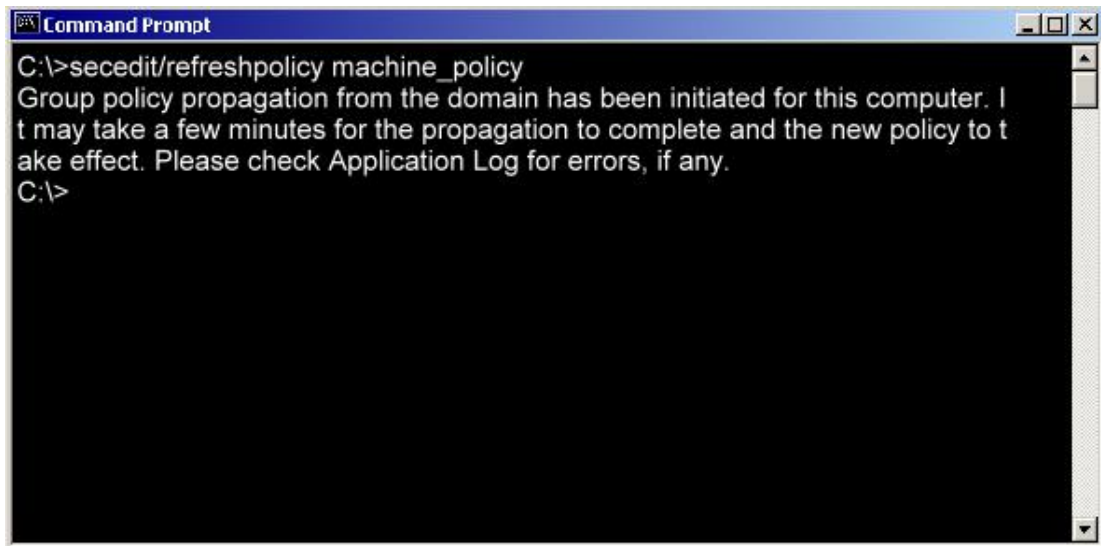 Command Prompt
C:\>secedit/refreshpolicy machine_policy
Group policy propagation from the domain has been initiated for this computer. I
t may take a few minutes for the propagation to complete and the new policy to t
ake effect. Please check Application Log for errors, if any.
C:\>